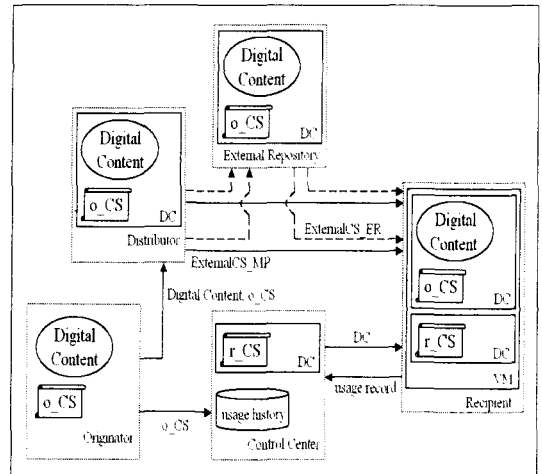 Digital
Content
o_CS
DC
External Repository
Digital
Content
o_CS
DC
Distributor
ExternalCS_ER
ExternalCS_MP
Digital
Content
o_CS
DC
r_CS
DC
VM
Recipient
Digital Content, o_CS
Digital
Content
o_CS
Originator
o_CS
r_CS
DC
usage history
Control Center
DC
usage record